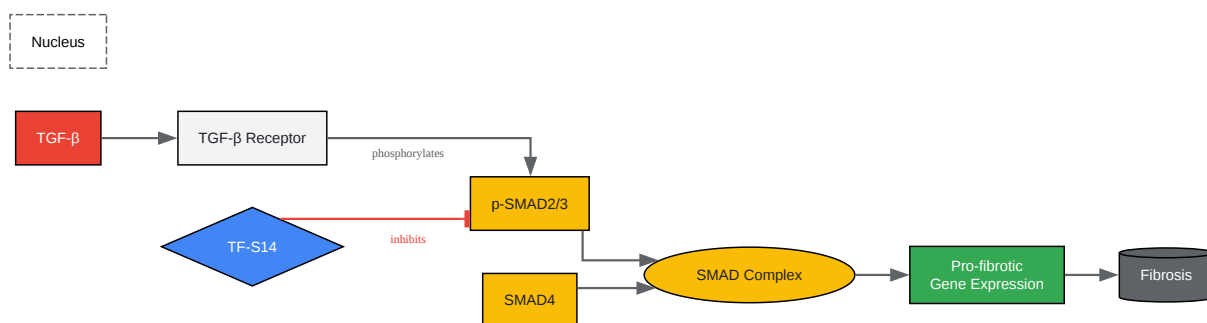 Nucleus
TGF-β
TGF-β Receptor
phosphorylates
p-SMAD2/3
TF-S14
inhibits
SMAD4
SMAD Complex
Pro-fibrotic
Gene Expression
Fibrosis